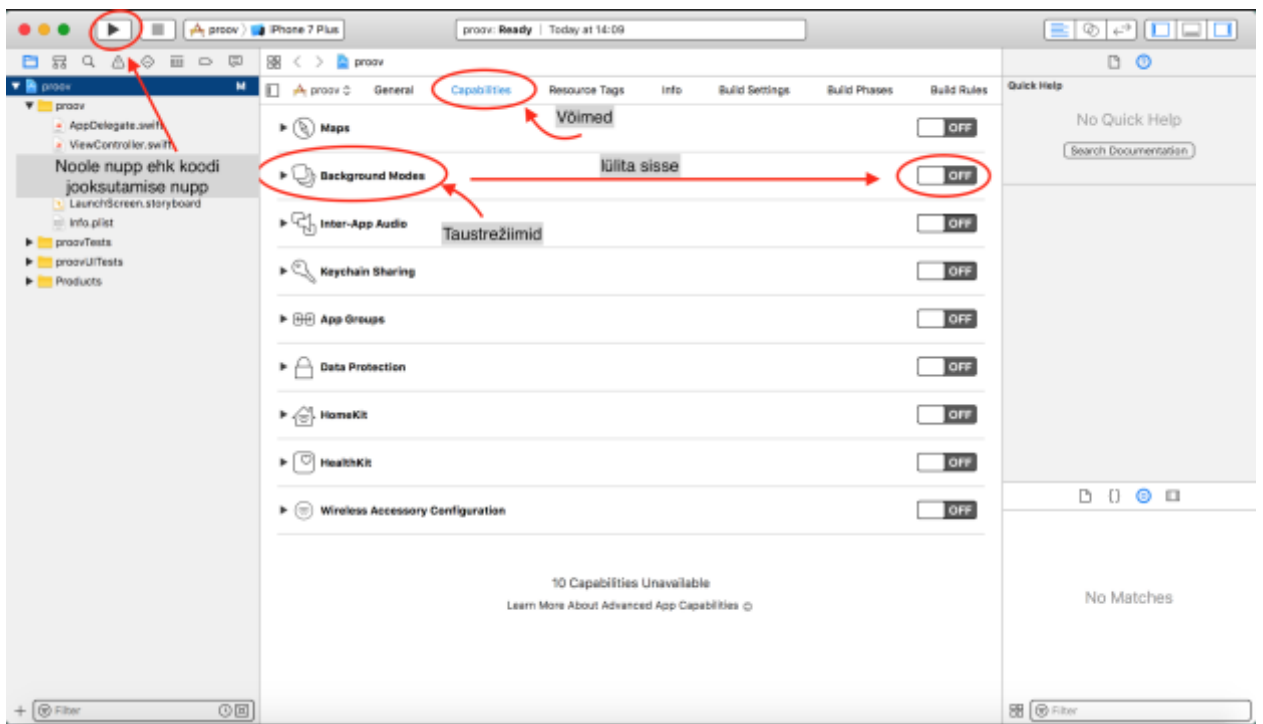 proov
iPhone 7 Plus
proov: Ready | Today at 14:09
proov
proov M
proov
AppDelegate.swift
ViewController.swift
Noole nupp ehk koodi
jooksutamise nupp
LaunchScreen.storyboard
Info.plist
proovTests
proovUITests
Products
Filter
proov
General
Capabilities
Resource Tags
Info
Build Settings
Build Phases
Build Rules
Võimed
Maps OFF
Background Modes
lülita sisse
OFF
Taustrežiimid
Inter-App Audio OFF
Keychain Sharing OFF
App Groups OFF
Data Protection OFF
HomeKit OFF
HealthKit OFF
Wireless Accessory Configuration OFF
10 Capabilities Unavailable
Learn More About Advanced App Capabilities
Quick Help
No Quick Help
Search Documentation
{}
No Matches
Filter